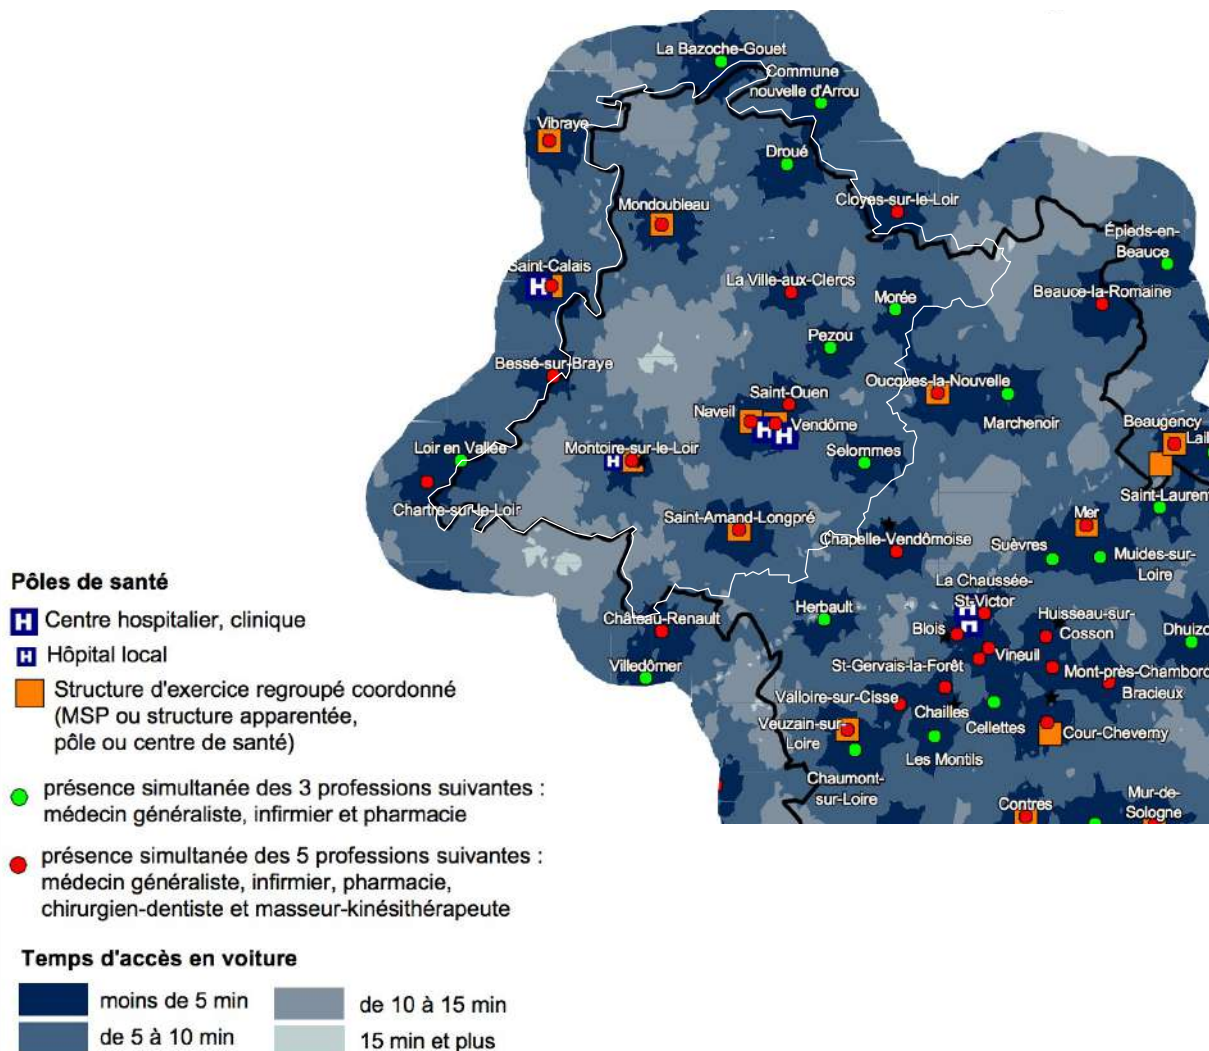 La Bazoche-Gouet
Commune
nouvelle d'Arrou
Vibraye
Droué
Mondoubleau
Cloyes-sur-le-Loir
Épieds-en-
Beauce
Saint-Calais
La Ville-aux-Clercs
Morée
Beauce-la-Romaine
Pezou
Bessé-sur-Braye
Oucques-la-Nouvelle
Saint-Ouen
Naveil
Marchenoir
Vendôme
Beaugency
Lail
Loir en Vallée
Montoire-sur-le-Loir
Selommes
Saint-Laurent
Chartre-sur-le-Loir
Saint-Amand-Longpré
Mer
Chapelle-Vendômoise
Suèvres
Muides-sur-
Loire
La Chaussée-
St-Victor
Château-Renault
Herbault
Huisseau-sur-
Cosson
Blois
Dhuizo
Vineuil
Villedômer
St-Gervais-la-Forêt
Mont-près-Chambord
Bracieux
Valloire-sur-Cisse
Chailles
Veuzain-sur-
Loire
Cellettes
Cour-Cheverny
Les Montils
Chaumont-
sur-Loire
Contres
Mur-de-
Sologne
Pôles de santé
H Centre hospitalier, clinique
H Hôpital local
Structure d'exercice regroupé coordonné
(MSP ou structure apparentée,
pôle ou centre de santé)
présence simultanée des 3 professions suivantes :
médecin généraliste, infirmier et pharmacie
présence simultanée des 5 professions suivantes :
médecin généraliste, infirmier, pharmacie,
chirurgien-dentiste et masseur-kinésithérapeute
Temps d'accès en voiture
moins de 5 min
de 10 à 15 min
de 5 à 10 min
15 min et plus